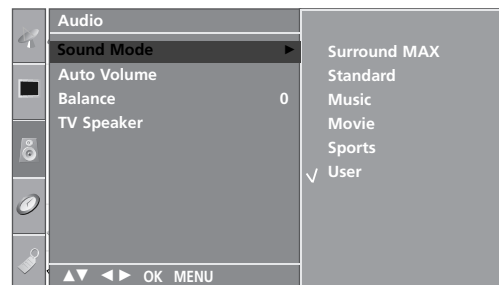 Audio
Sound Mode ►
Auto Volume
Balance 0
TV Speaker
▲▼ ◄► OK MENU
Surround MAX
Standard
Music
Movie
Sports
√ User